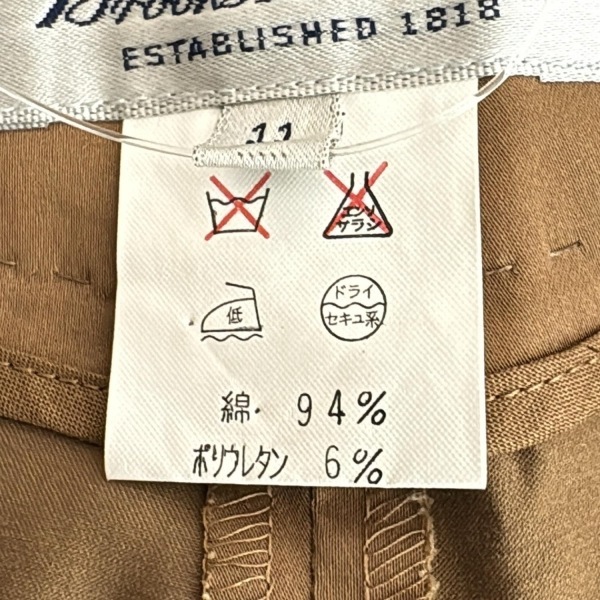 ESTABLISHED 1818
11
エンソ
サラシ
低
ドライ
セキユ系
綿. 94%
ポリウレタン 6%